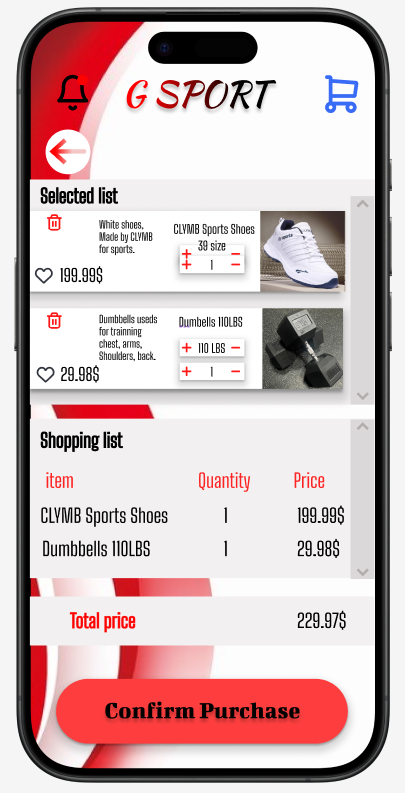 G SPORT
Selected list
White shoes,
Made by CLYMB
for sports.
CLYMB Sports Shoes
39 size
1
199.99$
Dumbbells useds
for trainning
chest, arms,
Shoulders, back.
Dumbells 110LBS
110 LBS
1
29.98$
Shopping list
item Quantity Price
CLYMB Sports Shoes 1 199.99$
Dumbbells 110LBS 1 29.98$
Total price 229.97$
Confirm Purchase